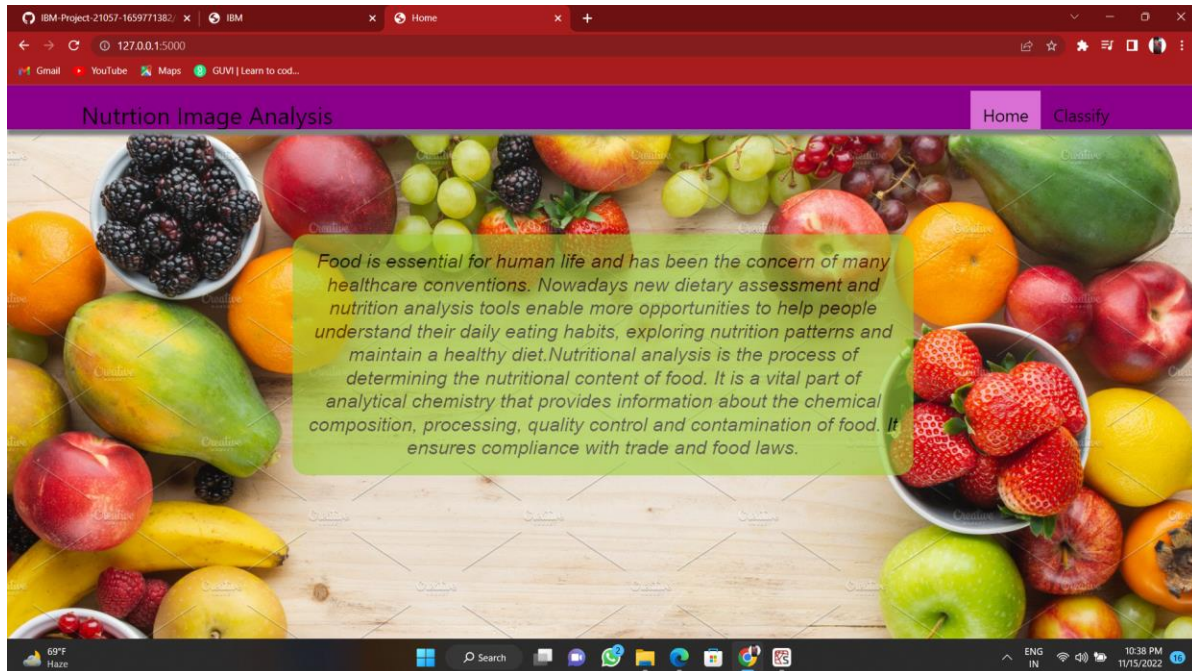 IBM-Project-21057-1659771382/
IBM
Home
127.0.0.1:5000
Gmail
YouTube
Maps
GUVI | Learn to cod...
Nutrtion Image Analysis
Home
Classify
Food is essential for human life and has been the concern of many
healthcare conventions. Nowadays new dietary assessment and
nutrition analysis tools enable more opportunities to help people
understand their daily eating habits, exploring nutrition patterns and
maintain a healthy diet.Nutritional analysis is the process of
determining the nutritional content of food. It is a vital part of
analytical chemistry that provides information about the chemical
composition, processing, quality control and contamination of food. It
ensures compliance with trade and food laws.
Creative
69°F
Haze
Search
2
ENG
IN
10:38 PM
11/15/2022
16